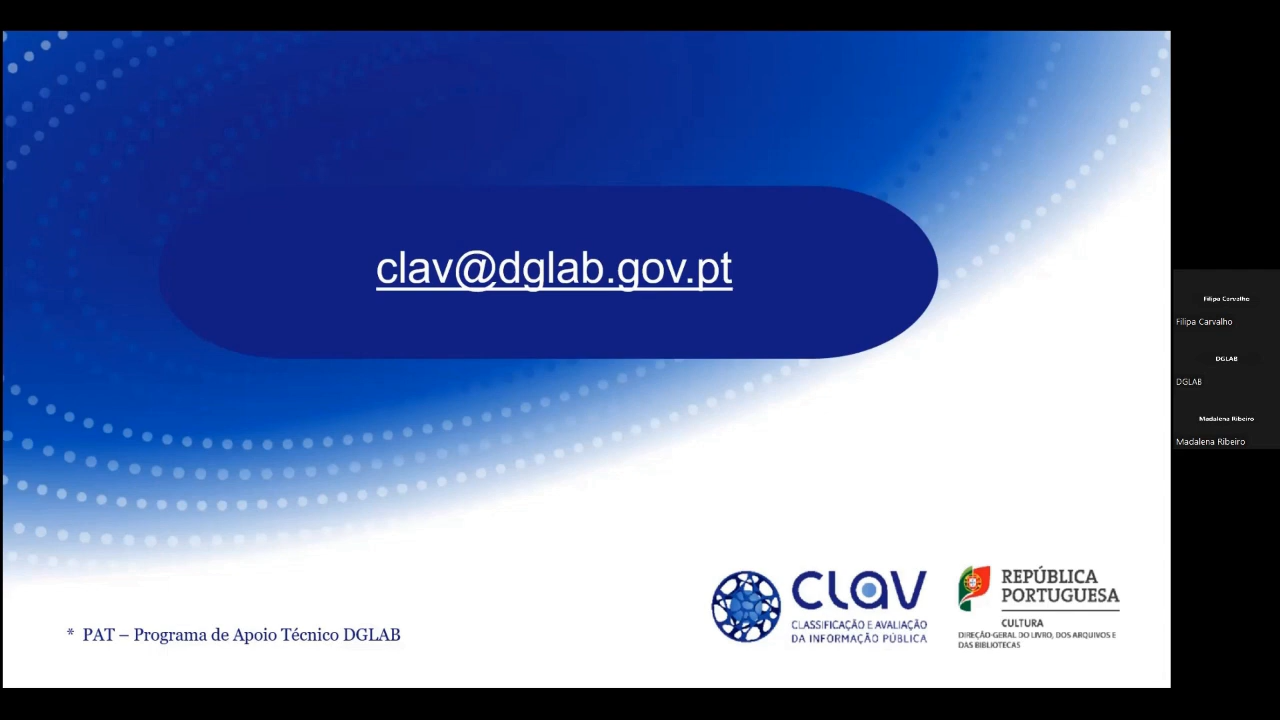 clav@dglab.gov.pt
Filipa Carvalho
Filipa Carvalho
DGLAB
DGLAB
Madalena Ribeiro
Madalena Ribeiro
CLAV
CLASSIFICAÇÃO E AVALIAÇÃO
DA INFORMAÇÃO PÚBLICA
REPÚBLICA
PORTUGUESA
CULTURA
DIREÇÃO-GERAL DO LIVRO, DOS ARQUIVOS E
DAS BIBLIOTECAS
* PAT – Programa de Apoio Técnico DGLAB